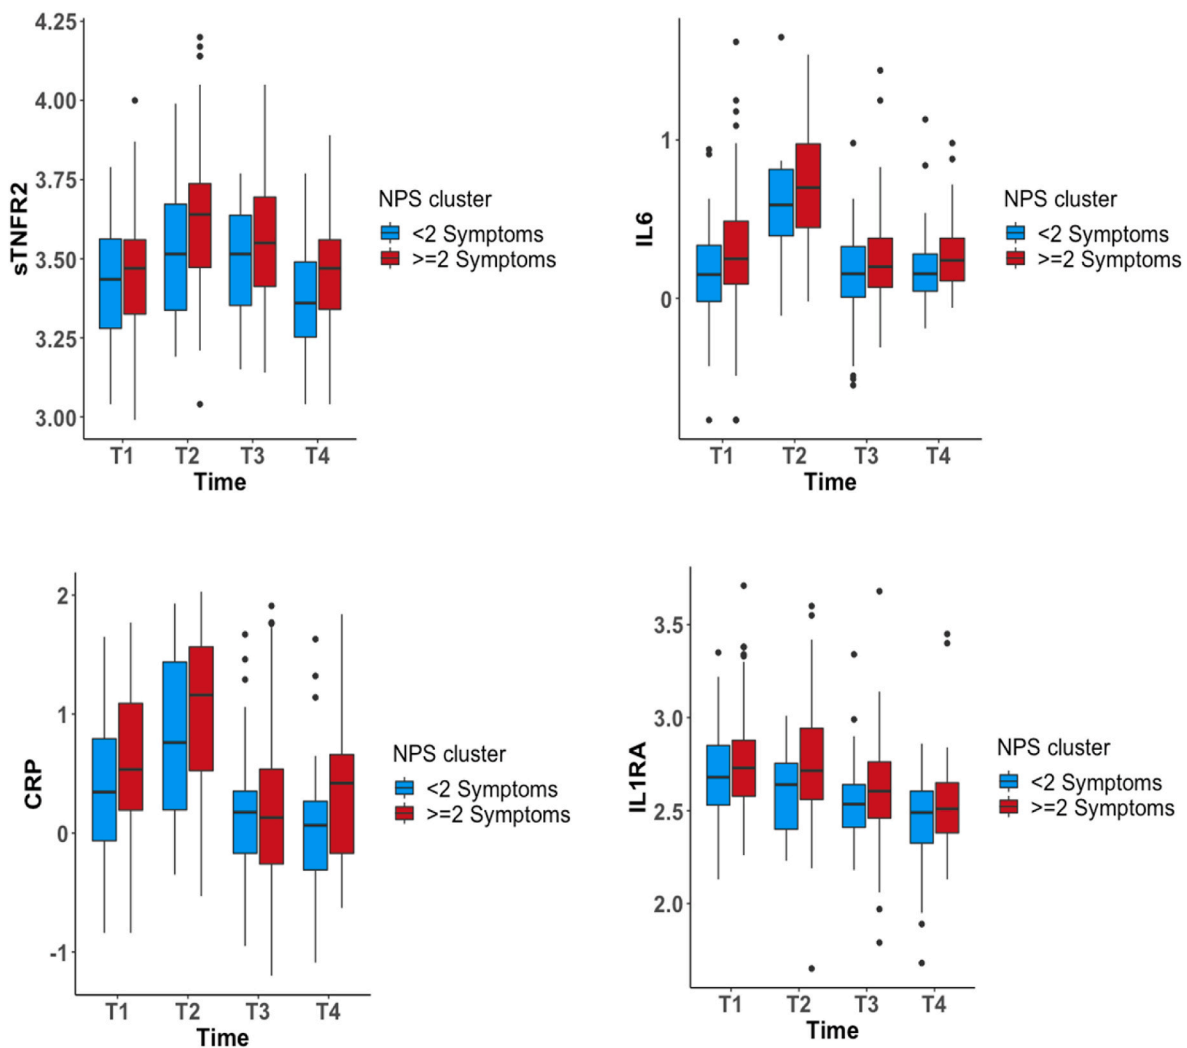 4.25
4.00
3.75
3.50
3.25
3.00
sTNFR2
T1 T2 T3 T4
Time
NPS cluster
<2 Symptoms
>=2 Symptoms
1
0
IL6
T1 T2 T3 T4
Time
NPS cluster
<2 Symptoms
>=2 Symptoms
2
1
0
-1
CRP
T1 T2 T3 T4
Time
NPS cluster
<2 Symptoms
>=2 Symptoms
3.5
3.0
2.5
2.0
IL1RA
T1 T2 T3 T4
Time
NPS cluster
<2 Symptoms
>=2 Symptoms